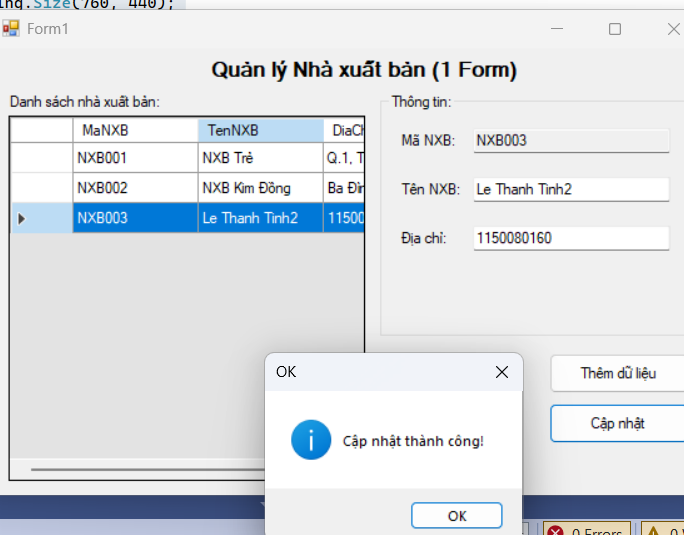 ing.Size(760, 440);
Form1
Quản lý Nhà xuất bản (1 Form)
Danh sách nhà xuất bản:
MaNXB TenNXB DiaCh
NXB001 NXB Trẻ Q.1, T
NXB002 NXB Kim Đồng Ba Đìn
NXB003 Le Thanh Tinh2 11500
Thông tin:
Mã NXB: NXB003
Tên NXB: Le Thanh Tinh2
Địa chỉ: 1150080160
Thêm dữ liệu
Cập nhật
OK
Cập nhật thành công!
OK
0 Errors